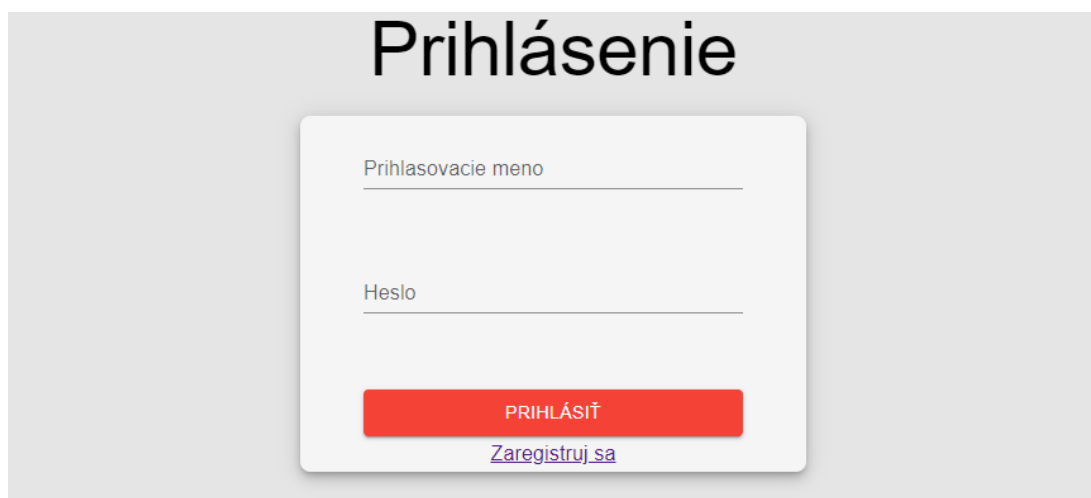 Prihlásenie
Prihlasovacie meno
Heslo
PRIHLÁSIŤ
Zaregistruj sa